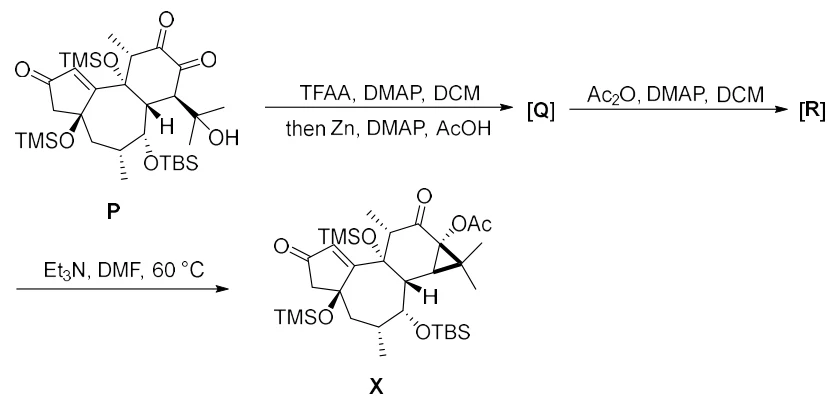 O
O
TMSO
O
H
OH
TMSO
OTBS
P
TFAA, DMAP, DCM
then Zn, DMAP, AcOH
[Q]
Ac₂O, DMAP, DCM
[R]
Et₃N, DMF, 60 °C
O
OAc
TMSO
O
H
TMSO
OTBS
X